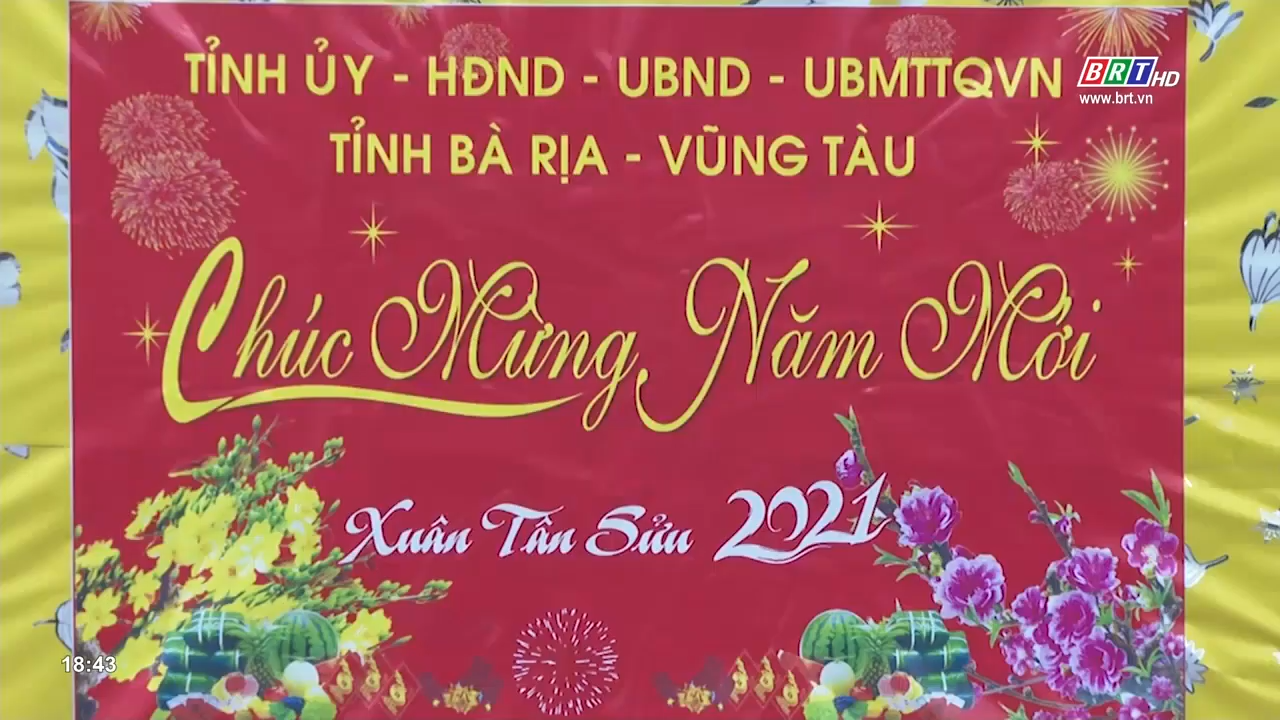 TỈNH ỦY - HĐND - UBND - UBMTTQVN
BRT HD
www.brt.vn
TỈNH BÀ RỊA - VŨNG TÀU
Chúc Mừng Năm Mới
Xuân Tân Sửu 2021
18:43